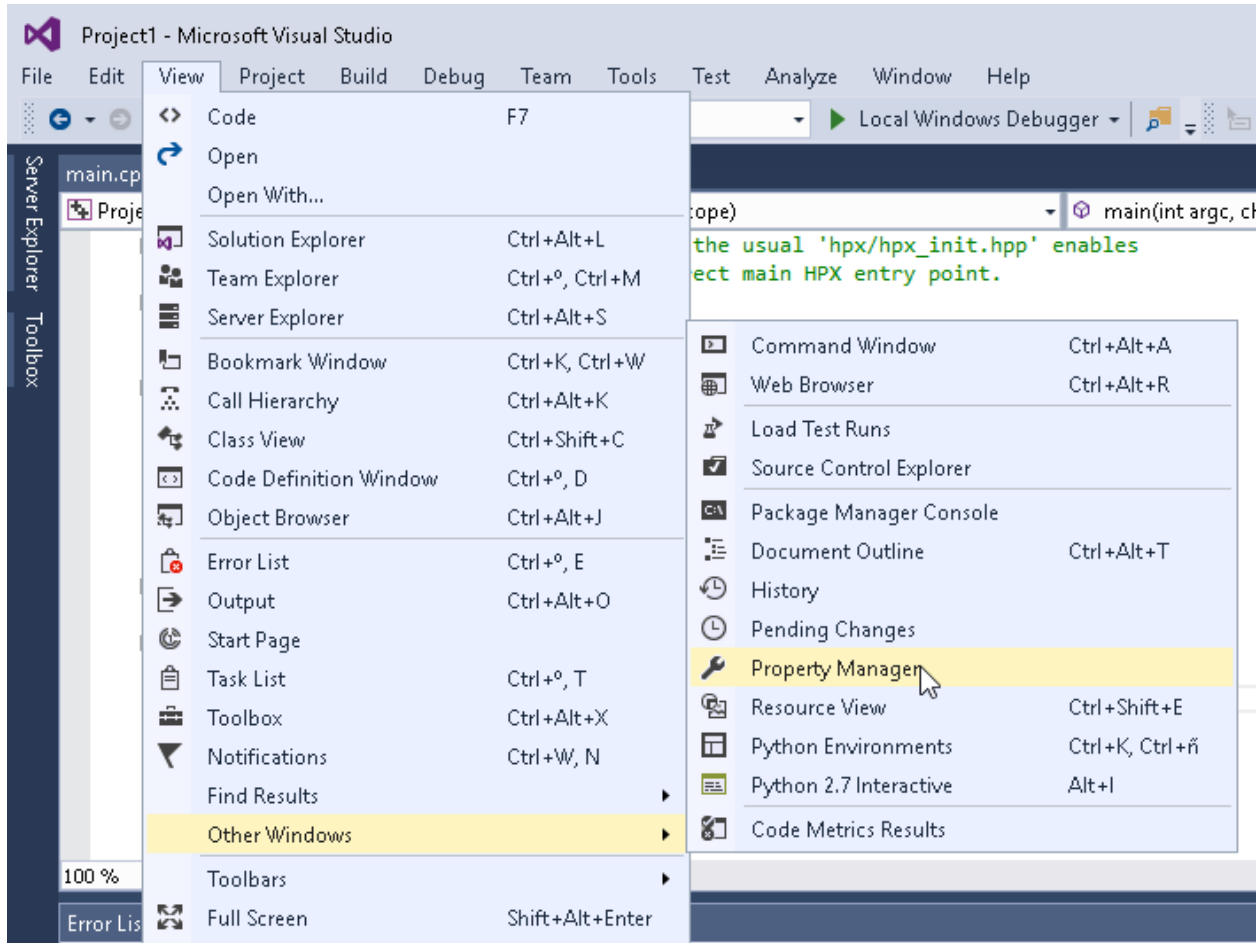 Project1 - Microsoft Visual Studio
File Edit View Project Build Debug Team Tools Test Analyze Window Help
Local Windows Debugger
Server Explorer
Toolbox
main.cp
Proje
cope)
main(int argc, ch
the usual 'hpx/hpx_init.hpp' enables
ect main HPX entry point.
Code F7
Open
Open With...
Solution Explorer Ctrl+Alt+L
Team Explorer Ctrl+º, Ctrl+M
Server Explorer Ctrl+Alt+S
Bookmark Window Ctrl+K, Ctrl+W
Call Hierarchy Ctrl+Alt+K
Class View Ctrl+Shift+C
Code Definition Window Ctrl+º, D
Object Browser Ctrl+Alt+J
Error List Ctrl+º, E
Output Ctrl+Alt+O
Start Page
Task List Ctrl+º, T
Toolbox Ctrl+Alt+X
Notifications Ctrl+W, N
Find Results
Other Windows
Toolbars
Full Screen Shift+Alt+Enter
Command Window Ctrl+Alt+A
Web Browser Ctrl+Alt+R
Load Test Runs
Source Control Explorer
Package Manager Console
Document Outline Ctrl+Alt+T
History
Pending Changes
Property Manager
Resource View Ctrl+Shift+E
Python Environments Ctrl+K, Ctrl+ñ
Python 2.7 Interactive Alt+I
Code Metrics Results
100 %
Error Lis